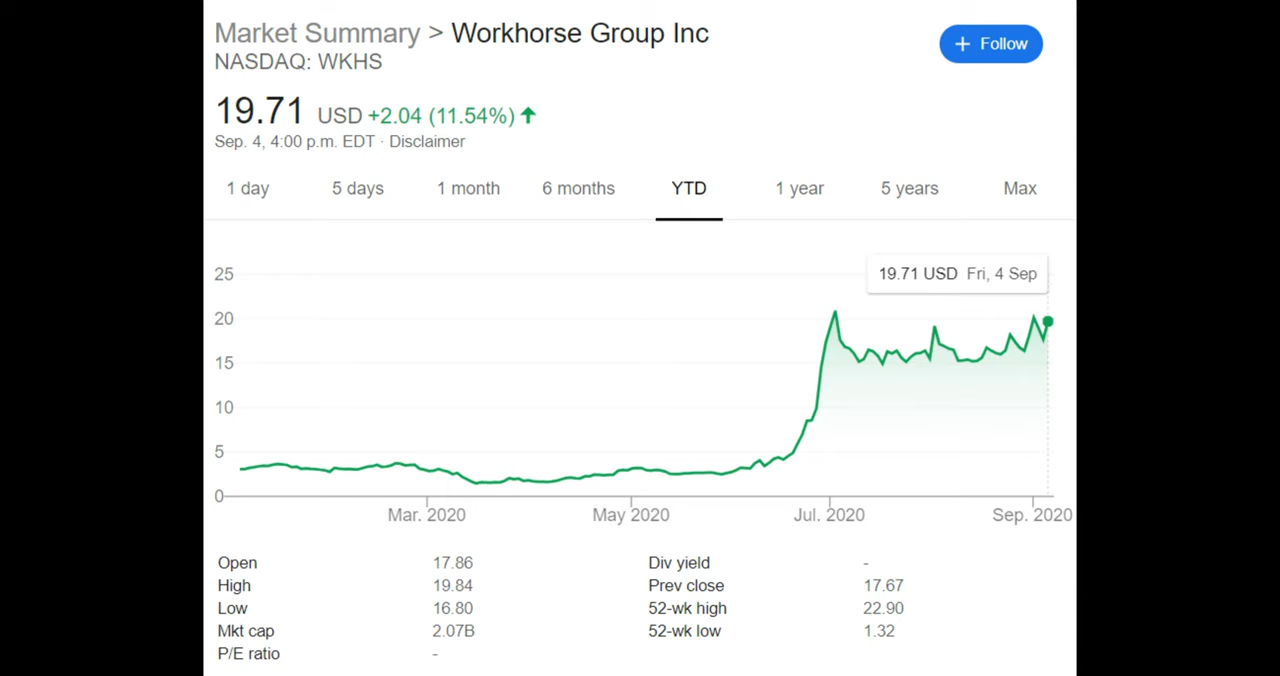 Market Summary > Workhorse Group Inc
+ Follow
NASDAQ: WKHS
19.71 USD +2.04 (11.54%)
Sep. 4, 4:00 p.m. EDT · Disclaimer
1 day 5 days 1 month 6 months YTD 1 year 5 years Max
19.71 USD Fri, 4 Sep
25
20
15
10
5
0
Mar. 2020 May 2020 Jul. 2020 Sep. 2020
Open 17.86 Div yield -
High 19.84 Prev close 17.67
Low 16.80 52-wk high 22.90
Mkt cap 2.07B 52-wk low 1.32
P/E ratio -